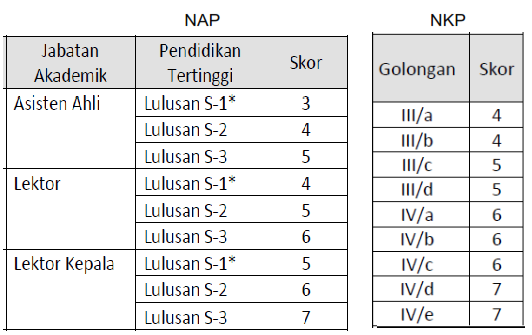 NAP
Jabatan Akademik Pendidikan Tertinggi Skor
Asisten Ahli Lulusan S-1* 3
Lulusan S-2 4
Lulusan S-3 5
Lektor Lulusan S-1* 4
Lulusan S-2 5
Lulusan S-3 6
Lektor Kepala Lulusan S-1* 5
Lulusan S-2 6
Lulusan S-3 7
NKP
Golongan Skor
III/a 4
III/b 4
III/c 5
III/d 5
IV/a 6
IV/b 6
IV/c 6
IV/d 7
IV/e 7